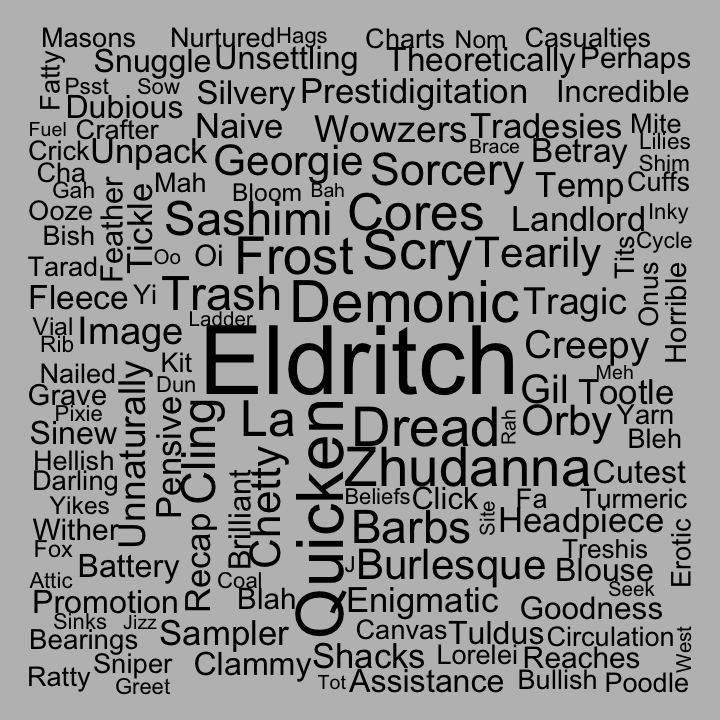 Masons Nurtured Hags Charts Nom Casualties
Fatty Snuggle Unsettling Theoretically Perhaps
Psst Sow Silvery Prestidigitation Incredible
Dubious
Fuel Crafter Naive Wowzers Tradesies Mite
Crick Unpack Georgie Brace Betray Lilies
Cha Sorcery Shim
Gah Feather Tickle Mah Bloom Bah Temp Cuffs
Ooze Sashimi Cores Landlord Inky
Bish Oo Oi Frost Scry Tearily Tits Cycle
Tarad
Fleece Yi Trash Demonic Tragic Onus Horrible
Vial Image Ladder
Rib Eldritch Creepy
Nailed Kit Meh
Grave Unnaturally Dun Gil Tootle
Pixie Pensive Cling La Quicken Dread Rah Orby Yarn
Sinew Bleh
Hellish Chetty Zhudanna Cutest
Darling Brilliant
Yikes Beliefs Click Site Fa Turmeric
Wither Recap Barbs Headpiece Erotic
Fox Treshis
Battery J Burlesque Blouse
Attic Coal Seek
Promotion Blah Enigmatic Goodness
Sinks Jizz
Bearings Sampler Canvas Tuldus Circulation West
Sniper Clammy Shacks Lorelei Reaches
Ratty Greet Tot Assistance Bullish Poodle